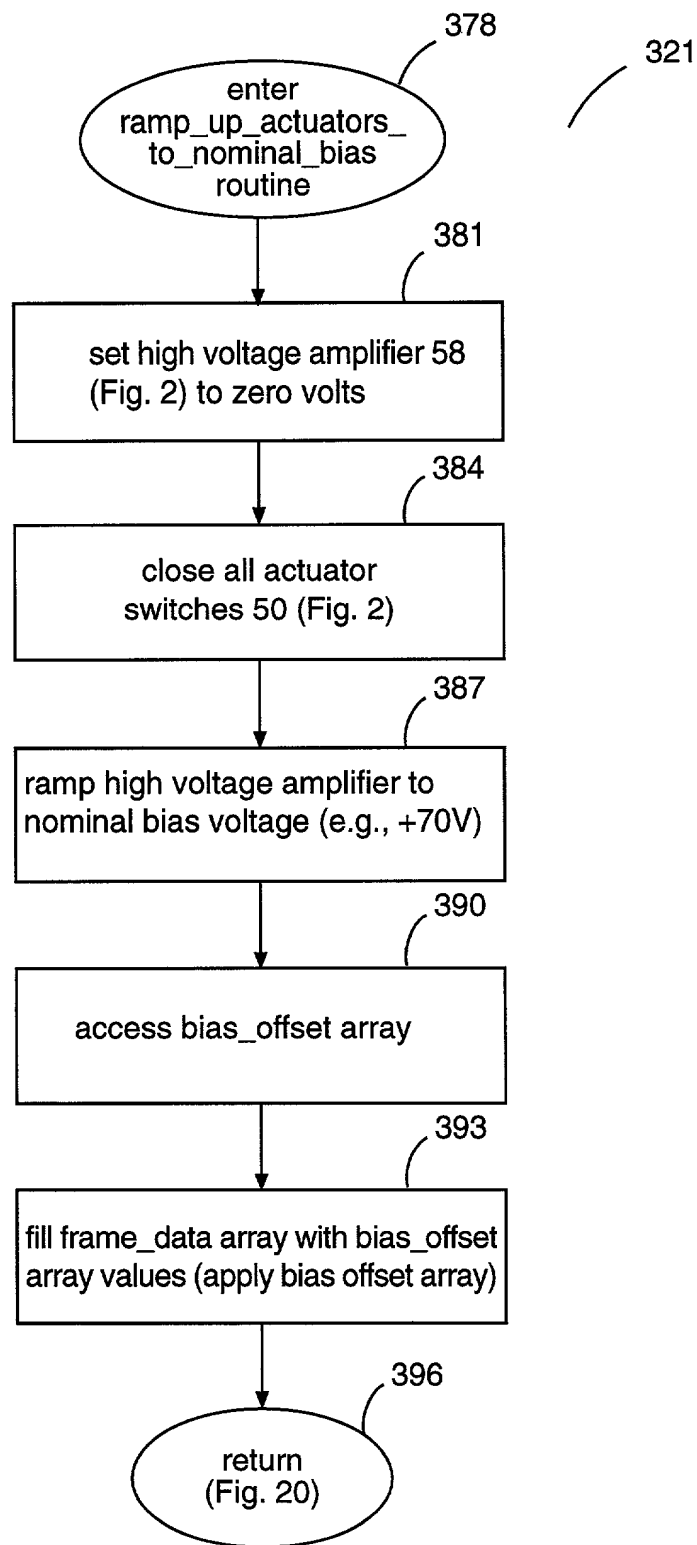 378
321
enter
ramp_up_actuators_
to_nominal_bias
routine
381
set high voltage amplifier 58
(Fig. 2) to zero volts
384
close all actuator
switches 50 (Fig. 2)
387
ramp high voltage amplifier to
nominal bias voltage (e.g., +70V)
390
access bias_offset array
393
fill frame_data array with bias_offset
array values (apply bias offset array)
396
return
(Fig. 20)